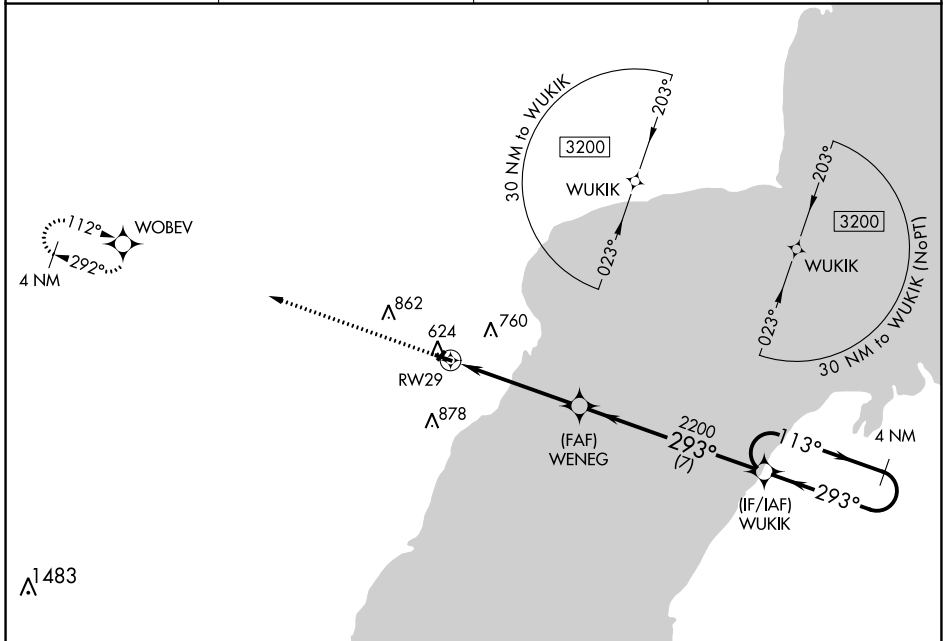 30 NM to WUKIK
203°
3200
WUKIK
023°
203°
3200
WUKIK
023°
30 NM to WUKIK (NoPT)
112°
WOBEV
292°
4 NM
862
624
760
RW29
878
(FAF)
WENEG
2200
293°
(7)
113°
4 NM
293°
(IF/IAF)
WUKIK
1483